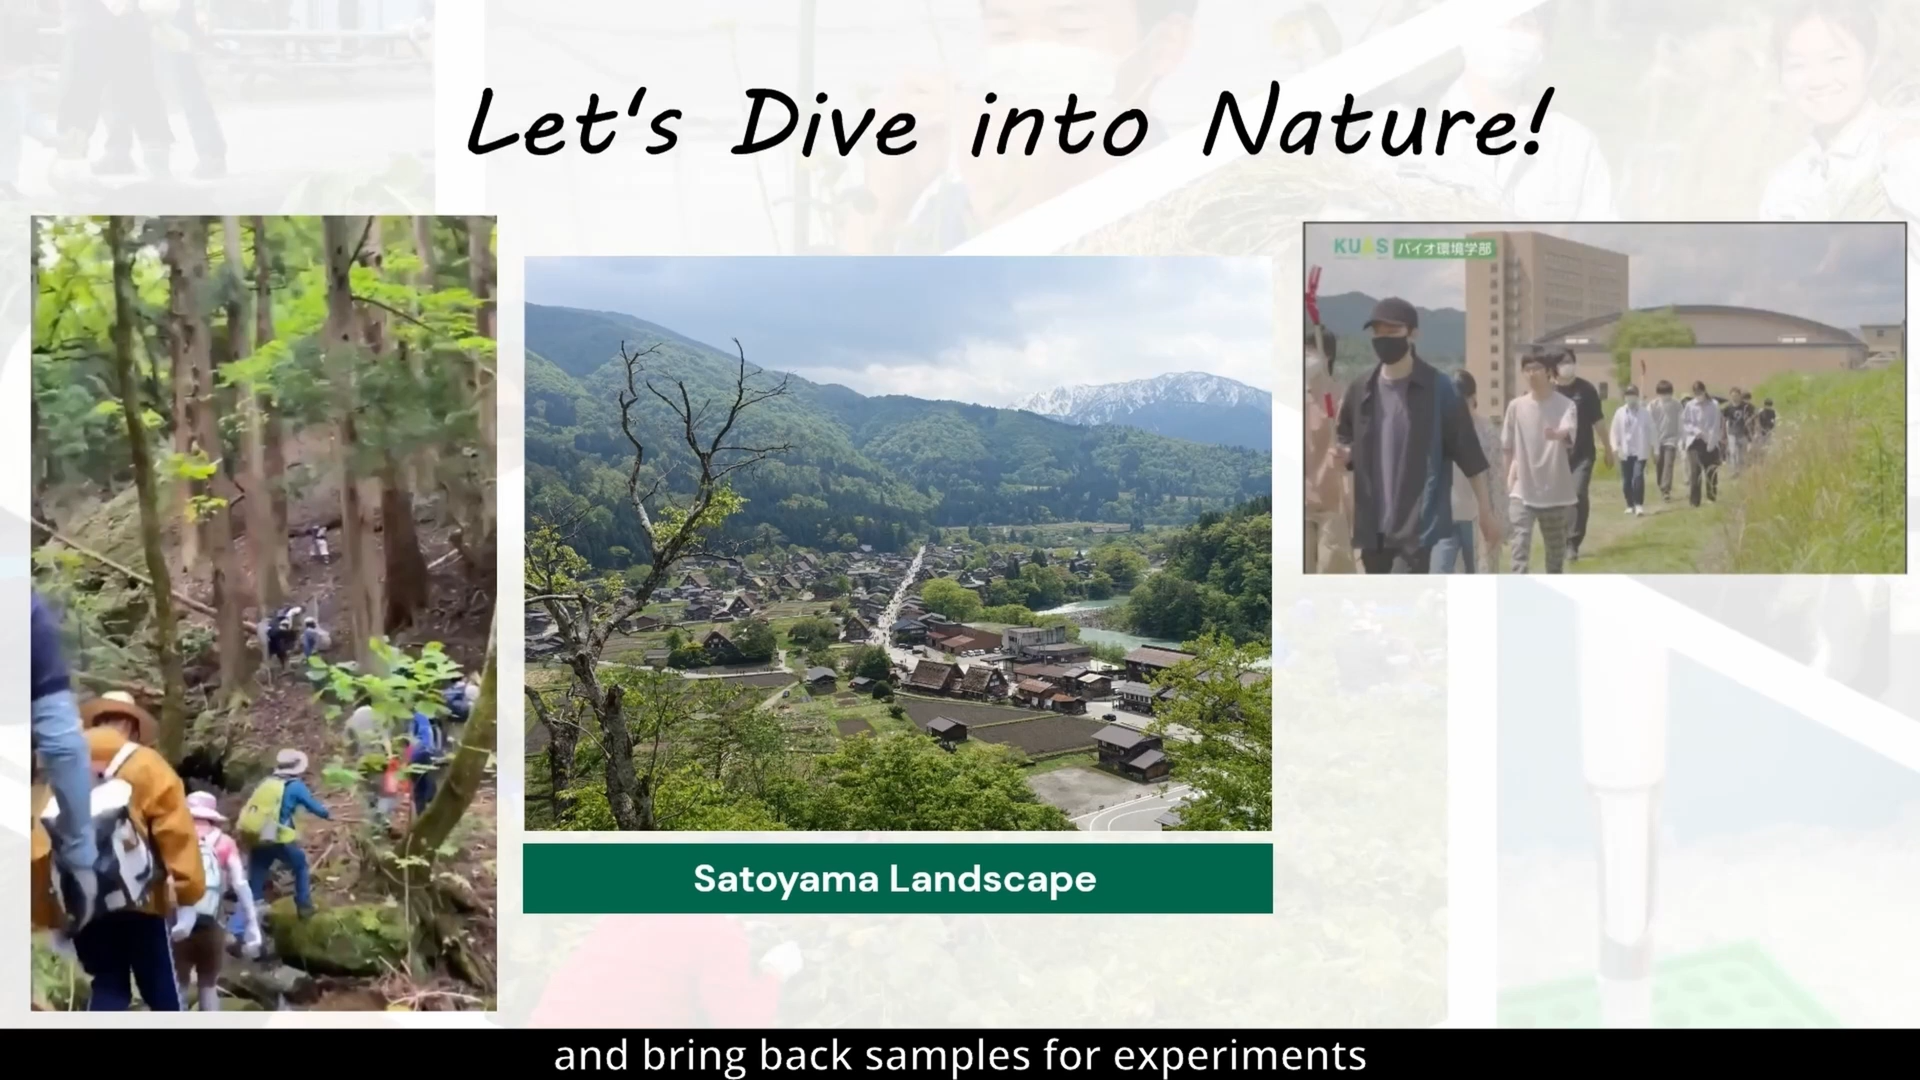 Let's Dive into Nature!
KUAS バイオ環境学部
Satoyama Landscape
and bring back samples for experiments